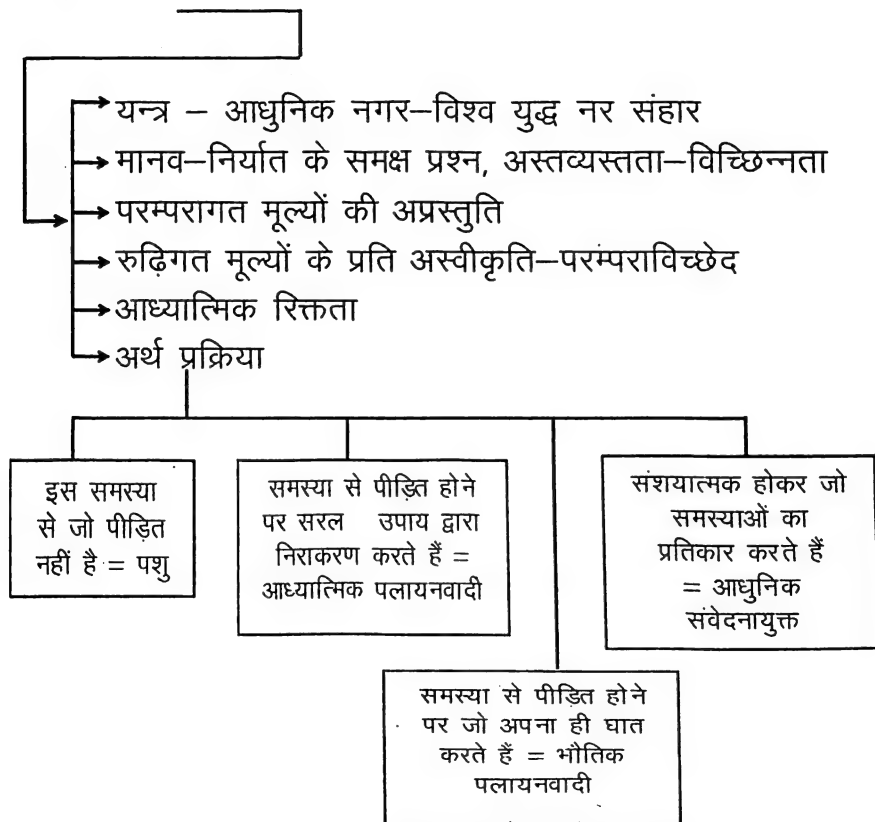 यन्त्र – आधुनिक नगर–विश्व युद्ध नर संहार
मानव–निर्यात के समक्ष प्रश्न, अस्तव्यस्तता–विच्छिन्नता
परम्परागत मूल्यों की अप्रस्तुति
रुढ़िगत मूल्यों के प्रति अस्वीकृति–परम्पराविच्छेद
आध्यात्मिक रिक्तता
अर्थ प्रक्रिया
इस समस्या
से जो पीड़ित
नहीं है = पशु
समस्या से पीड़ित होने
पर सरल उपाय द्वारा
निराकरण करते हैं =
आध्यात्मिक पलायनवादी
समस्या से पीड़ित होने
पर जो अपना ही घात
करते हैं = भौतिक
पलायनवादी
संशयात्मक होकर जो
समस्याओं का
प्रतिकार करते हैं
= आधुनिक
संवेदनायुक्त